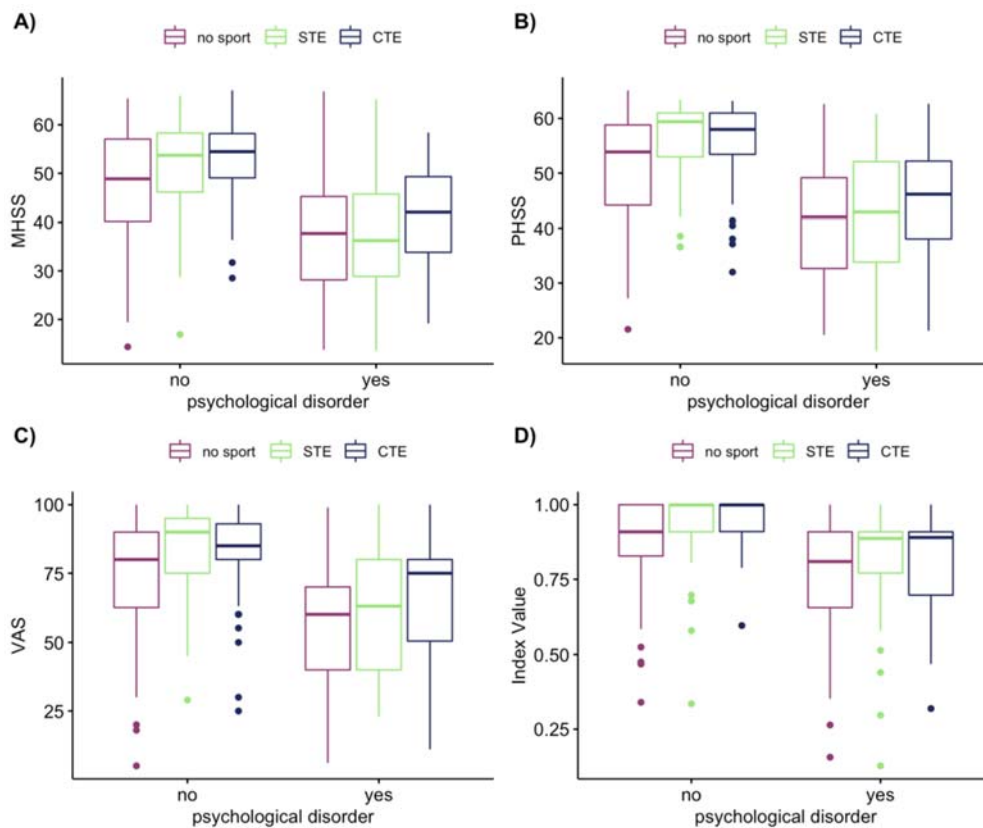 A)
no sport STE CTE
60
50
40
30
20
MHSS
no yes
psychological disorder
B)
no sport STE CTE
60
50
40
30
20
PHSS
no yes
psychological disorder
C)
no sport STE CTE
100
75
50
25
VAS
no yes
psychological disorder
D)
no sport STE CTE
1.00
0.75
0.50
0.25
Index Value
no yes
psychological disorder